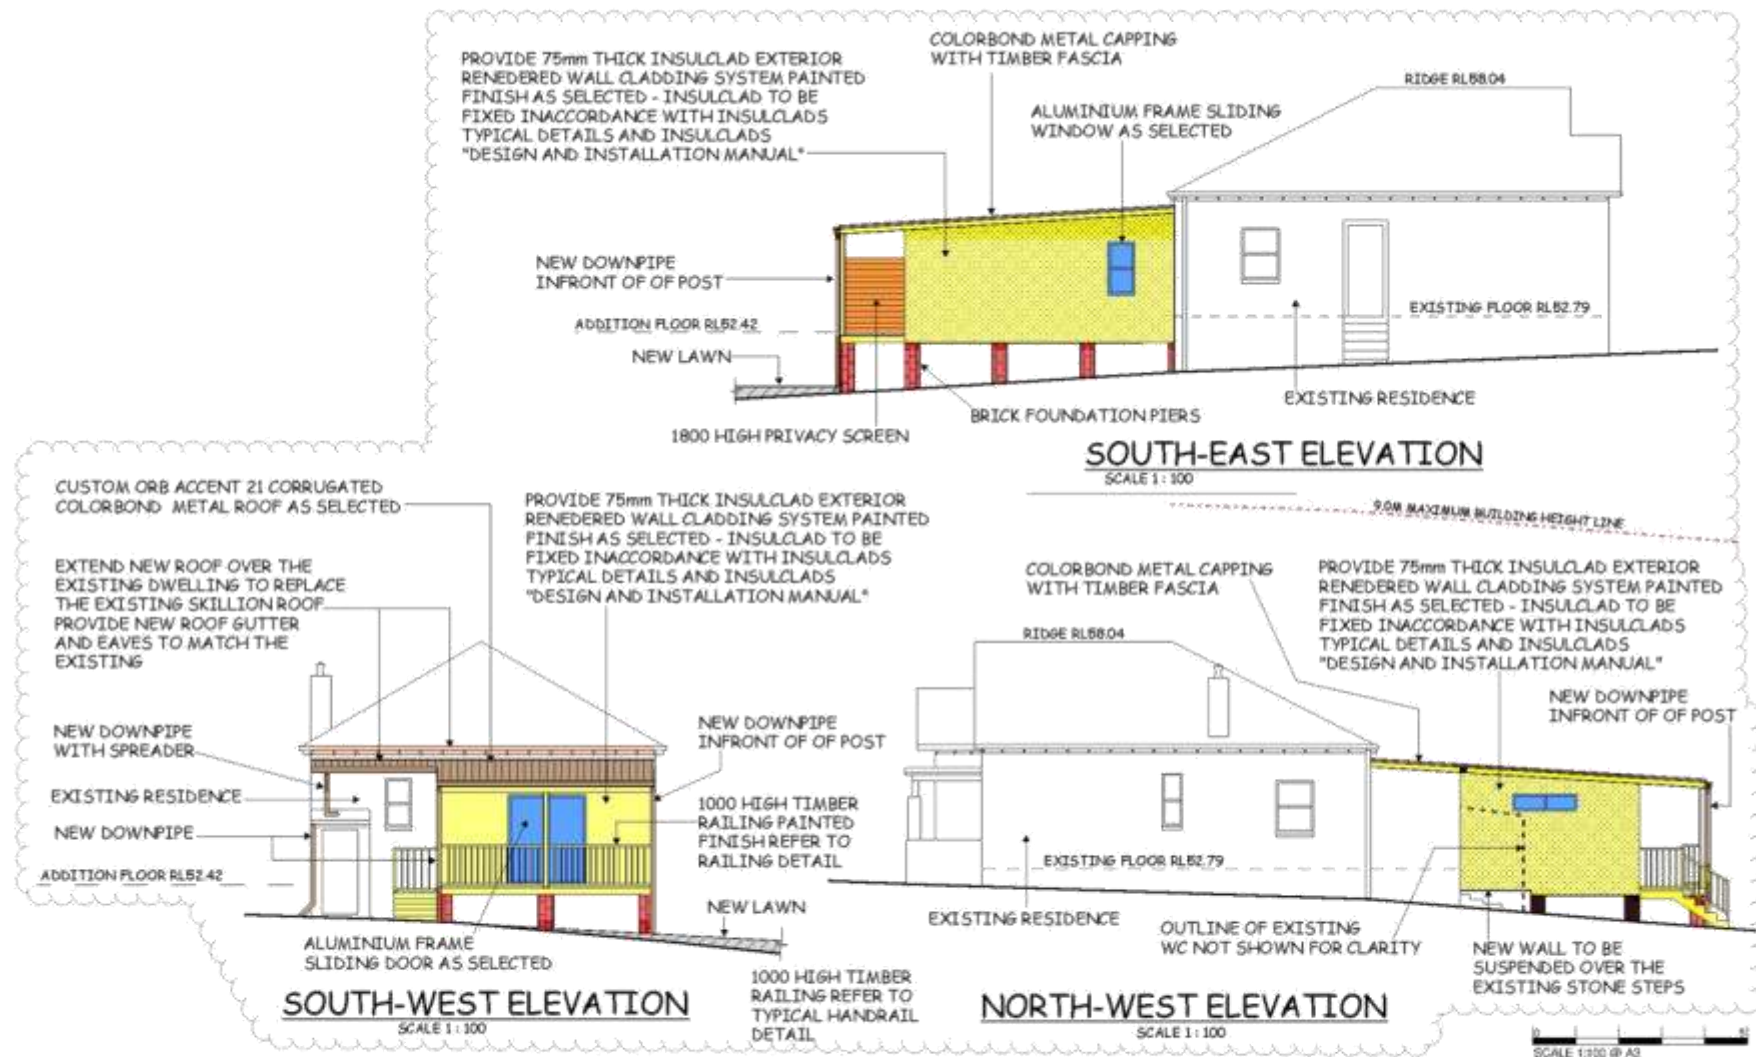 PROVIDE 75mm THICK INSULCLAD EXTERIOR
RENEDERED WALL CLADDING SYSTEM PAINTED
FINISH AS SELECTED - INSULCLAD TO BE
FIXED INACCORDANCE WITH INSULCLADS
TYPICAL DETAILS AND INSULCLADS
"DESIGN AND INSTALLATION MANUAL"
COLORBOND METAL CAPPING
WITH TIMBER FASCIA
ALUMINIUM FRAME SLIDING
WINDOW AS SELECTED
RIDGE RL58.04
NEW DOWNPIPE
INFRONT OF OF POST
ADDITION FLOOR RL52.42
NEW LAWN
EXISTING FLOOR RL52.79
EXISTING RESIDENCE
BRICK FOUNDATION PIERS
1800 HIGH PRIVACY SCREEN
SOUTH-EAST ELEVATION
SCALE 1 : 100
CUSTOM ORB ACCENT 21 CORRUGATED
COLORBOND METAL ROOF AS SELECTED
EXTEND NEW ROOF OVER THE
EXISTING DWELLING TO REPLACE
THE EXISTING SKILLION ROOF
PROVIDE NEW ROOF GUTTER
AND EAVES TO MATCH THE
EXISTING
PROVIDE 75mm THICK INSULCLAD EXTERIOR
RENEDERED WALL CLADDING SYSTEM PAINTED
FINISH AS SELECTED - INSULCLAD TO BE
FIXED INACCORDANCE WITH INSULCLADS
TYPICAL DETAILS AND INSULCLADS
"DESIGN AND INSTALLATION MANUAL"
NEW DOWNPIPE
WITH SPREADER
EXISTING RESIDENCE
NEW DOWNPIPE
ADDITION FLOOR RL52.42
NEW DOWNPIPE
INFRONT OF OF POST
1000 HIGH TIMBER
RAILING PAINTED
FINISH REFER TO
RAILING DETAIL
NEW LAWN
ALUMINIUM FRAME
SLIDING DOOR AS SELECTED
1000 HIGH TIMBER
RAILING REFER TO
TYPICAL HANDRAIL
DETAIL
SOUTH-WEST ELEVATION
SCALE 1 : 100
9.0M MAXIMUM BUILDING HEIGHT LINE
COLORBOND METAL CAPPING
WITH TIMBER FASCIA
PROVIDE 75mm THICK INSULCLAD EXTERIOR
RENEDERED WALL CLADDING SYSTEM PAINTED
FINISH AS SELECTED - INSULCLAD TO BE
FIXED INACCORDANCE WITH INSULCLADS
TYPICAL DETAILS AND INSULCLADS
"DESIGN AND INSTALLATION MANUAL"
RIDGE RL58.04
NEW DOWNPIPE
INFRONT OF OF POST
EXISTING FLOOR RL52.79
EXISTING RESIDENCE
OUTLINE OF EXISTING
WC NOT SHOWN FOR CLARITY
NEW WALL TO BE
SUSPENDED OVER THE
EXISTING STONE STEPS
NORTH-WEST ELEVATION
SCALE 1 : 100
0
SCALE 1:100 @ A3